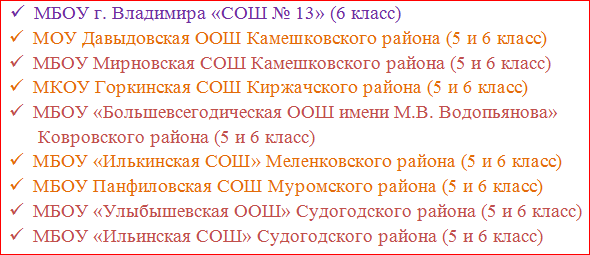 ✓ МБОУ г. Владимира «СОШ № 13» (6 класс)
✓ МОУ Давыдовская ООШ Камешковского района (5 и 6 класс)
✓ МБОУ Мирновская СОШ Камешковского района (5 и 6 класс)
✓ МКОУ Горкинская СОШ Киржачского района (5 и 6 класс)
✓ МБОУ «Большевсегодическая ООШ имени М.В. Водопьянова»
Ковровского района (5 и 6 класс)
✓ МБОУ «Илькинская СОШ» Меленковского района (5 и 6 класс)
✓ МБОУ Панфиловская СОШ Муромского района (5 и 6 класс)
✓ МБОУ «Улыбышевская ООШ» Судогодского района (5 и 6 класс)
✓ МБОУ «Ильинская СОШ» Судогодского района (5 и 6 класс)